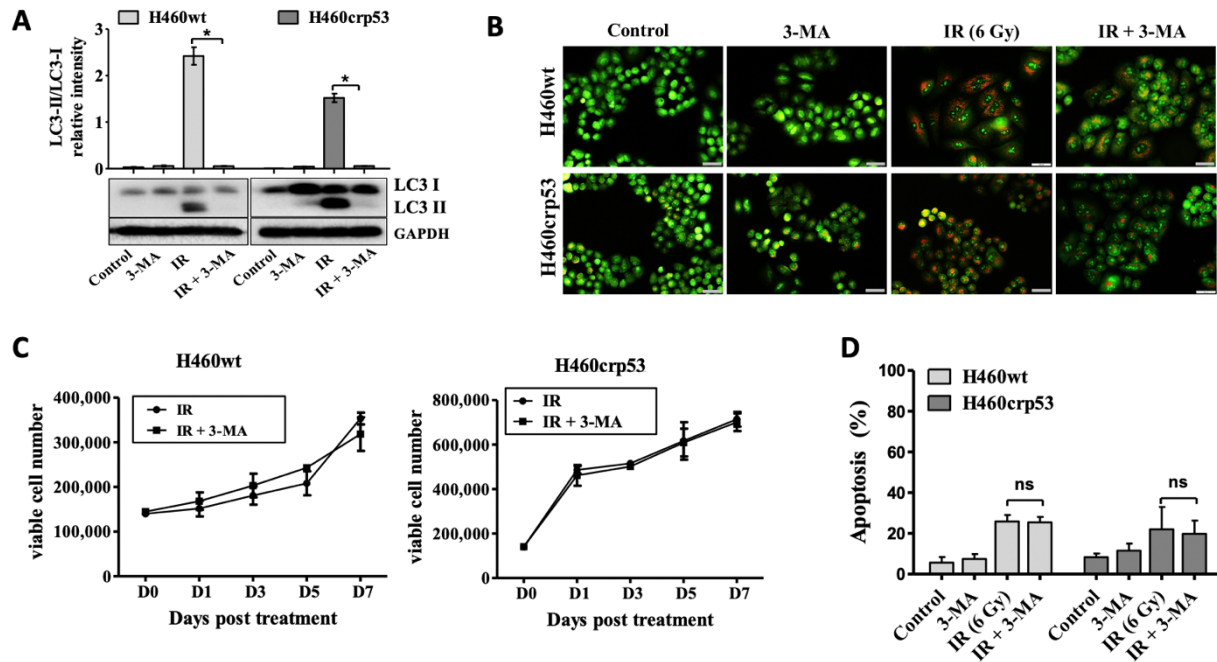 A
H460wt
H460crp53
LC3-II/LC3-I
relative intensity
3
2
1
0
*
*
LC3 I
LC3 II
GAPDH
Control
3-MA
IR
IR + 3-MA
Control
3-MA
IR
IR + 3-MA
B
Control
3-MA
IR (6 Gy)
IR + 3-MA
H460wt
H460crp53
C
H460wt
viable cell number
400,000
300,000
200,000
100,000
0
IR
IR + 3-MA
D0
D1
D3
D5
D7
Days post treatment
H460crp53
viable cell number
800,000
600,000
400,000
200,000
0
IR
IR + 3-MA
D0
D1
D3
D5
D7
Days post treatment
D
Apoptosis (%)
100
80
60
40
20
0
H460wt
H460crp53
ns
ns
Control
3-MA
IR (6 Gy)
IR + 3-MA
Control
3-MA
IR (6 Gy)
IR + 3-MA